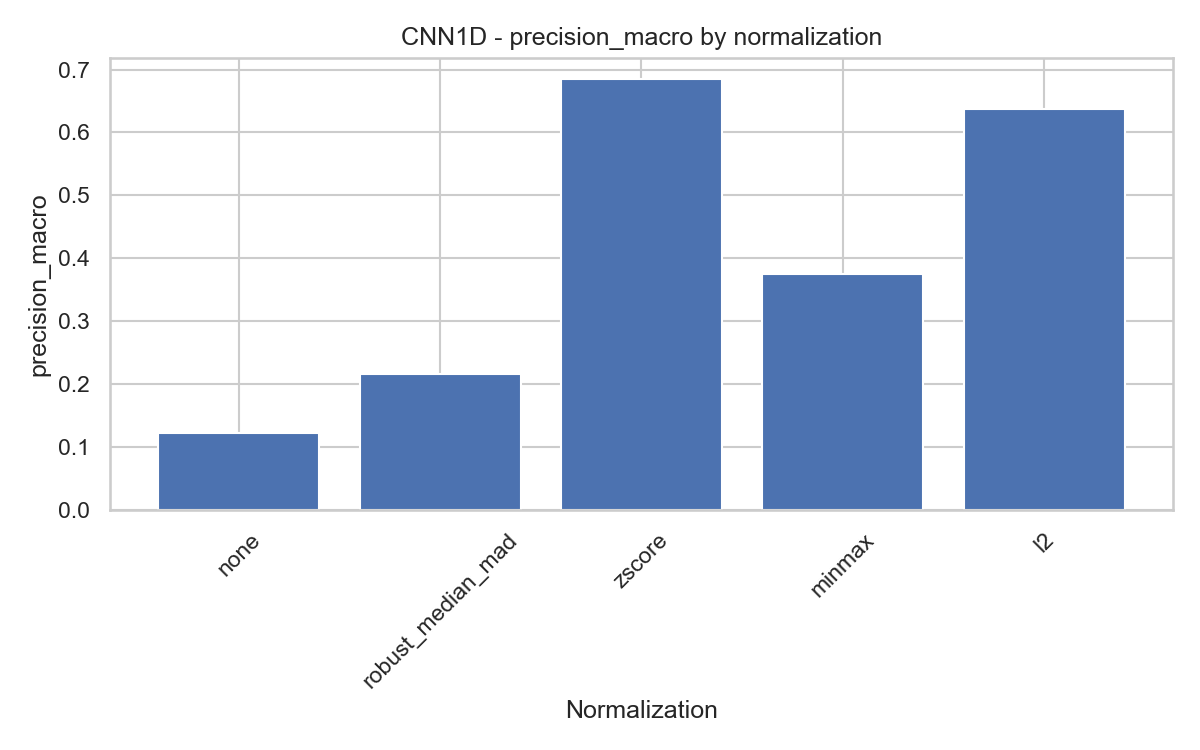 CNN1D - precision_macro by normalization
precision_macro
0.7
0.6
0.5
0.4
0.3
0.2
0.1
0.0
none
robust_median_mad
zscore
minmax
l2
Normalization